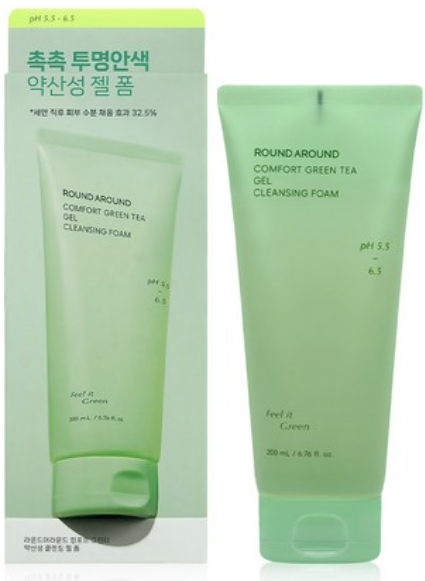 pH 5.5 - 6.5
촉촉 투명안색
약산성 젤 폼
*세안 직후 피부 수분 채움 효과 32.5%
ROUND AROUND
COMFORT GREEN TEA
GEL
CLEANSING FOAM
pH 5.5
-
6.5
Feel it
Green
200 mL / 6.76 fl. oz.
라운드어라운드 컴포트 그린티
약산성 클렌징 젤 폼
ROUND AROUND
COMFORT GREEN TEA
GEL
CLEANSING FOAM
pH 5.5
-
6.5
Feel it
Green
200 mL / 6.76 fl. oz.